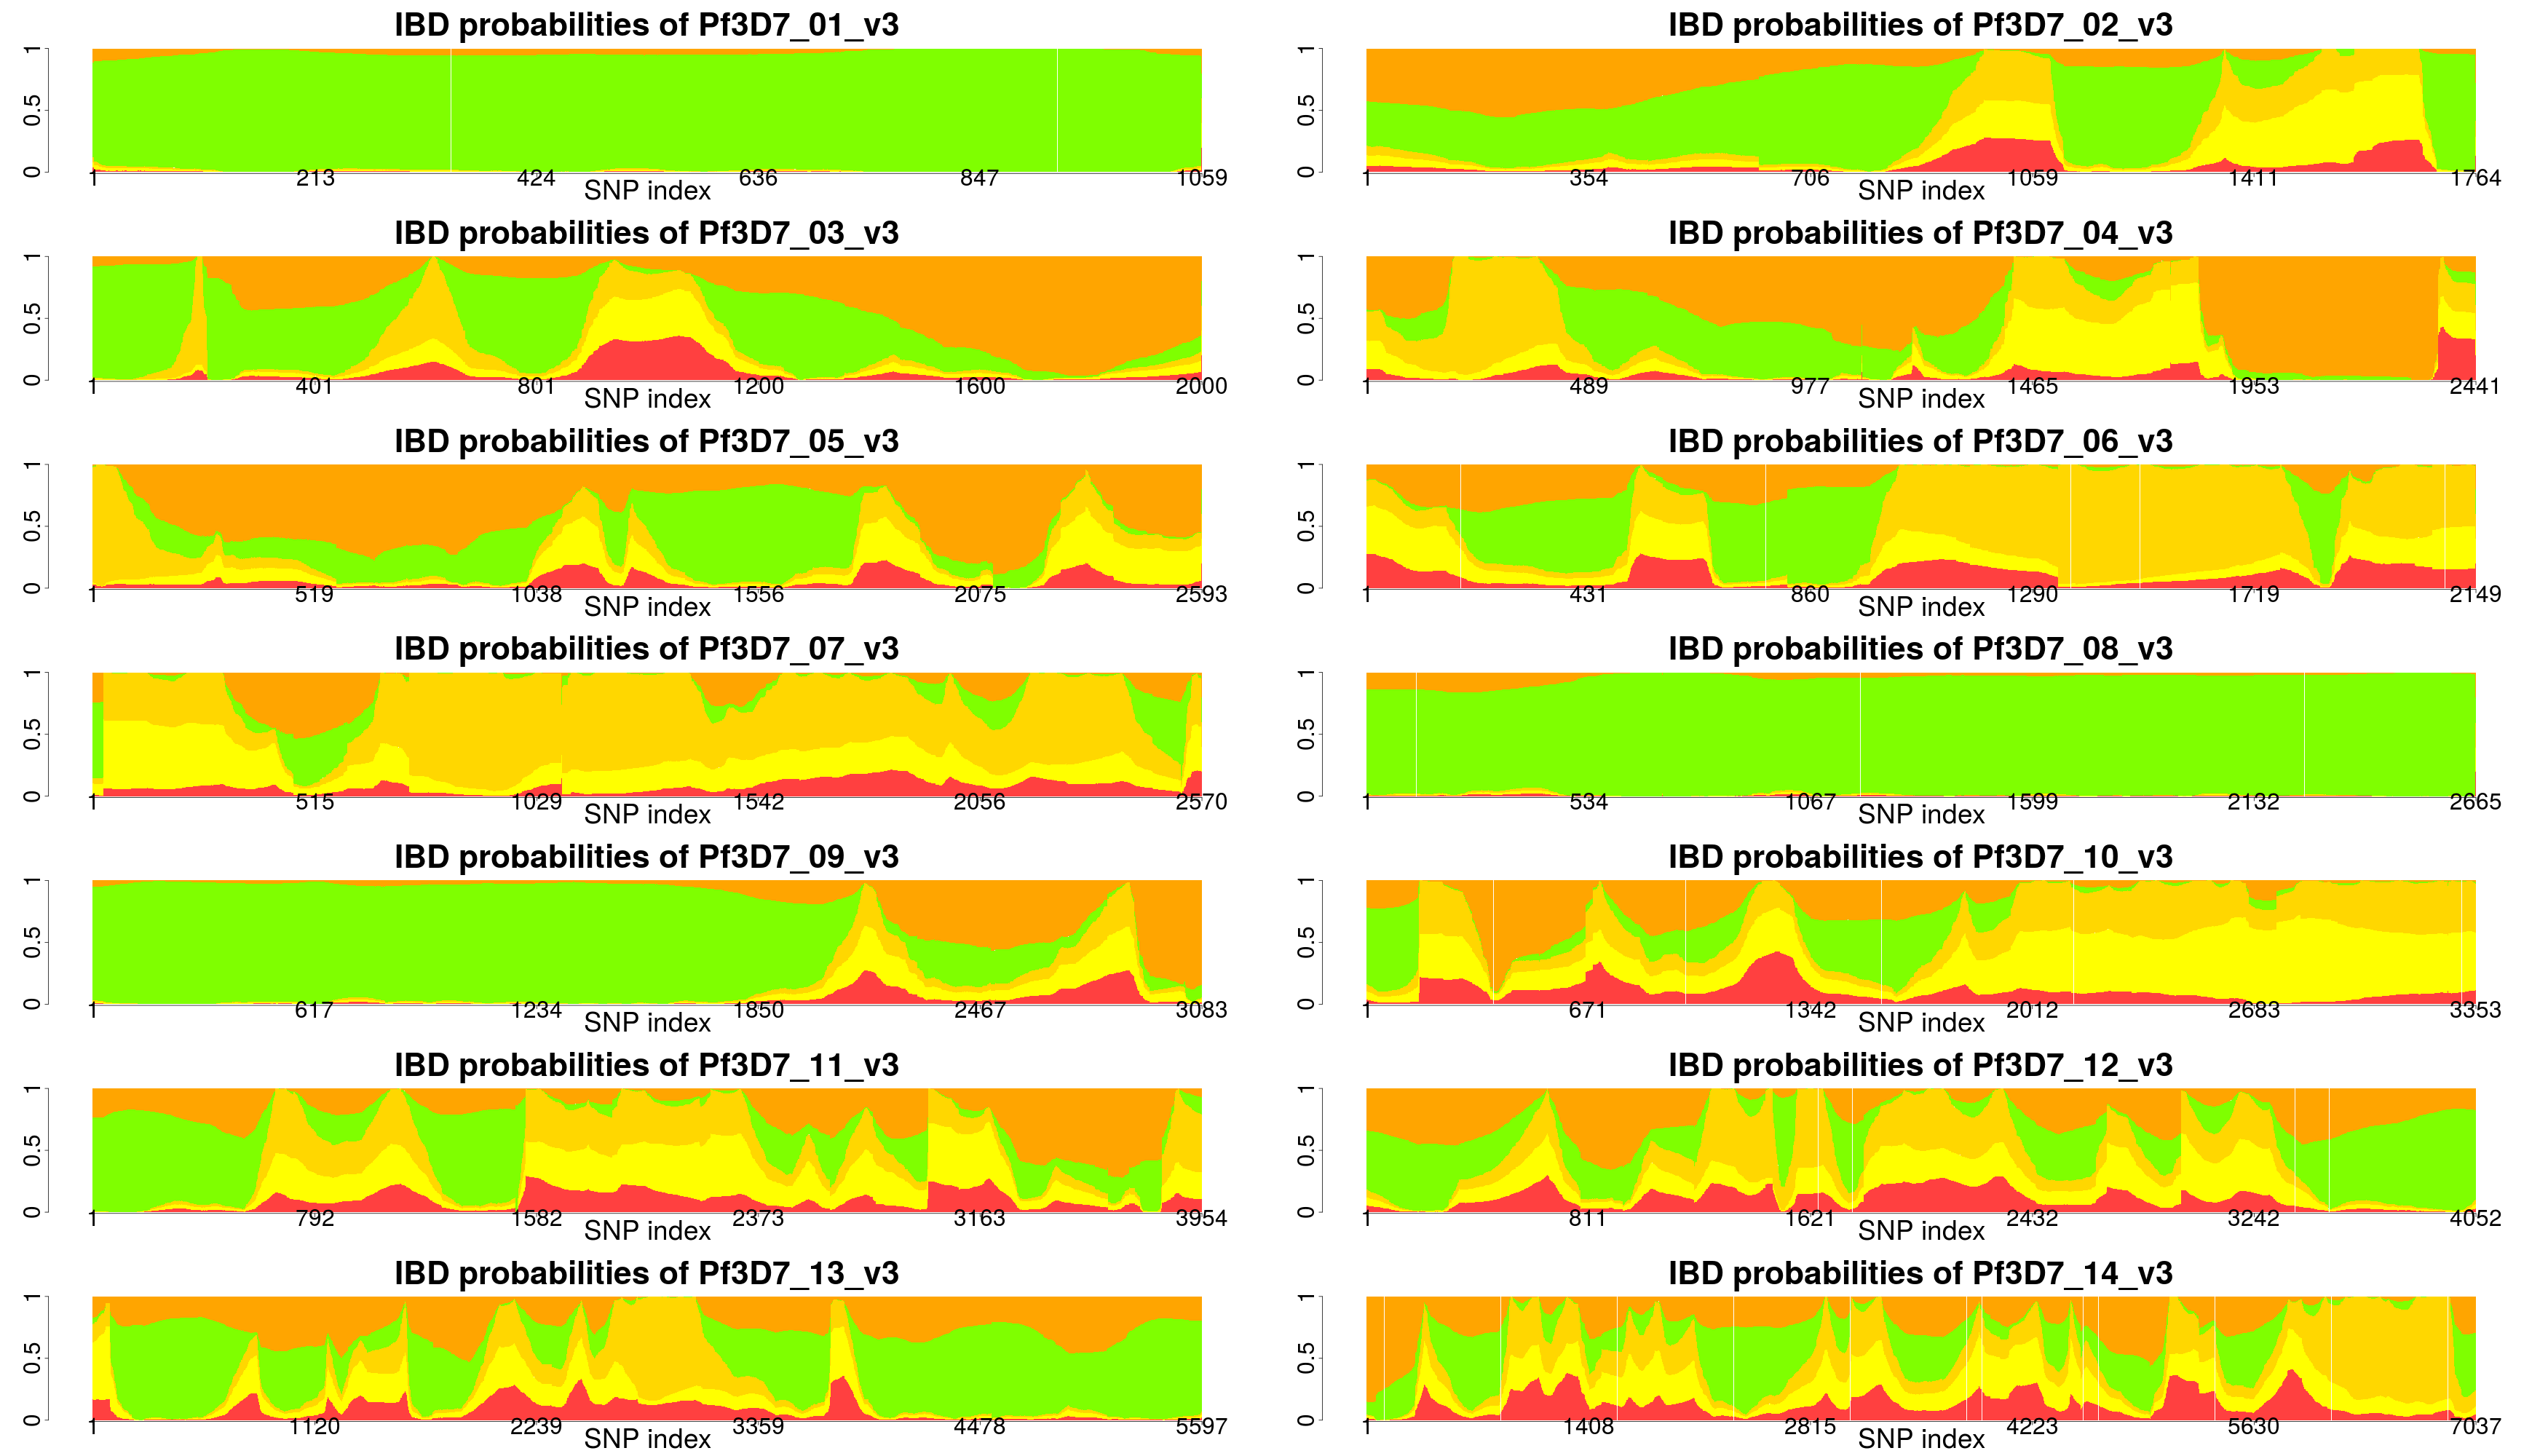 IBD probabilities of Pf3D7_01_v3
0 0.5 1
1 213 424 636 847 1059
SNP index
IBD probabilities of Pf3D7_02_v3
0 0.5 1
1 354 706 1059 1411 1764
SNP index
IBD probabilities of Pf3D7_03_v3
0 0.5 1
1 401 801 1200 1600 2000
SNP index
IBD probabilities of Pf3D7_04_v3
0 0.5 1
1 489 977 1465 1953 2441
SNP index
IBD probabilities of Pf3D7_05_v3
0 0.5 1
1 519 1038 1556 2075 2593
SNP index
IBD probabilities of Pf3D7_06_v3
0 0.5 1
1 431 860 1290 1719 2149
SNP index
IBD probabilities of Pf3D7_07_v3
0 0.5 1
1 515 1029 1542 2056 2570
SNP index
IBD probabilities of Pf3D7_08_v3
0 0.5 1
1 534 1067 1599 2132 2665
SNP index
IBD probabilities of Pf3D7_09_v3
0 0.5 1
1 617 1234 1850 2467 3083
SNP index
IBD probabilities of Pf3D7_10_v3
0 0.5 1
1 671 1342 2012 2683 3353
SNP index
IBD probabilities of Pf3D7_11_v3
0 0.5 1
1 792 1582 2373 3163 3954
SNP index
IBD probabilities of Pf3D7_12_v3
0 0.5 1
1 811 1621 2432 3242 4052
SNP index
IBD probabilities of Pf3D7_13_v3
0 0.5 1
1 1120 2239 3359 4478 5597
SNP index
IBD probabilities of Pf3D7_14_v3
0 0.5 1
1 1408 2815 4223 5630 7037
SNP index